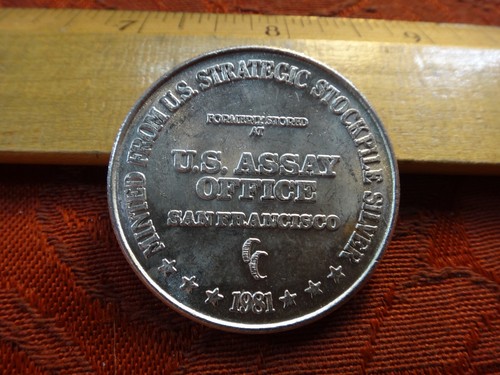 7 8 9
MINTED FROM U.S. STRATEGIC STOCKPILE SILVER
FORMERLY STORED
AT
U.S. ASSAY
OFFICE
SAN FRANCISCO
CC
1981